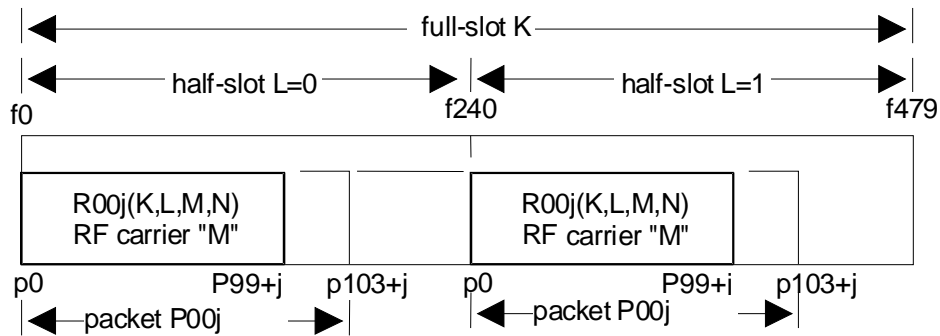 full-slot K
half-slot L=0 half-slot L=1
f0 f240 f479
R00j(K,L,M,N) R00j(K,L,M,N)
RF carrier "M" RF carrier "M"
p0 P99+j p103+j p0 P99+j p103+j
packet P00j packet P00j